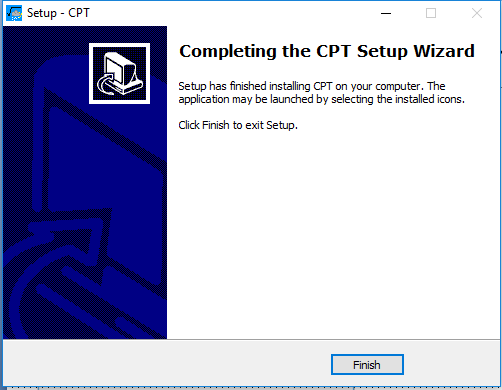 Setup - CPT
Completing the CPT Setup Wizard
Setup has finished installing CPT on your computer. The
application may be launched by selecting the installed icons.
Click Finish to exit Setup.
Finish